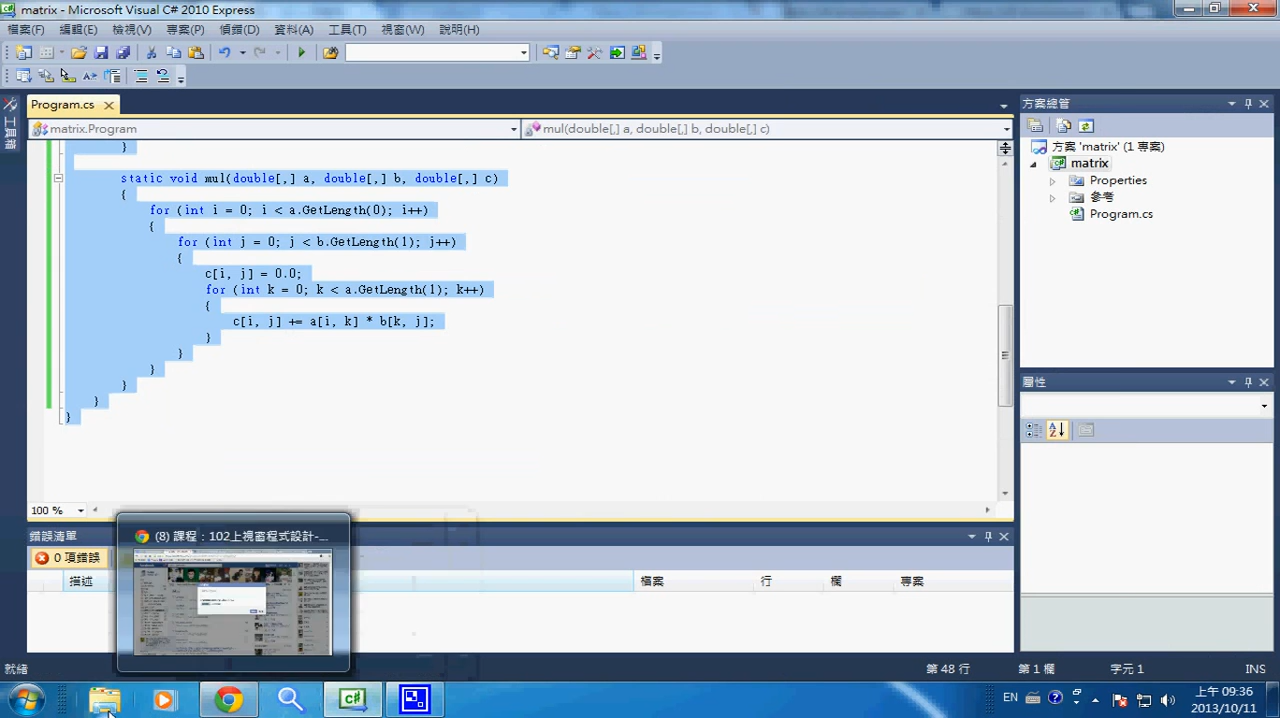 matrix - Microsoft Visual C# 2010 Express
檔案(F) 編輯(E) 檢視(V) 專案(P) 偵錯(D) 資料(A) 工具(T) 視窗(W) 說明(H)
Program.cs
方案總管
工具箱
matrix.Program
mul(double[,] a, double[,] b, double[,] c)
方案 'matrix' (1 專案)
matrix
Properties
參考
Program.cs
}
static void mul(double[,] a, double[,] b, double[,] c)
{
for (int i = 0; i < a.GetLength(0); i++)
{
for (int j = 0; j < b.GetLength(1); j++)
{
c[i, j] = 0.0;
for (int k = 0; k < a.GetLength(1); k++)
{
c[i, j] += a[i, k] * b[k, j];
}
}
}
}
}
}
屬性
100 %
錯誤清單
(8) 課程：102上視窗程式設計-...
0 項錯誤
描述 檔案 行 欄 專案
就緒 第 48 行 第 1 欄 字元 1 INS
EN
上午 09:36
2013/10/11